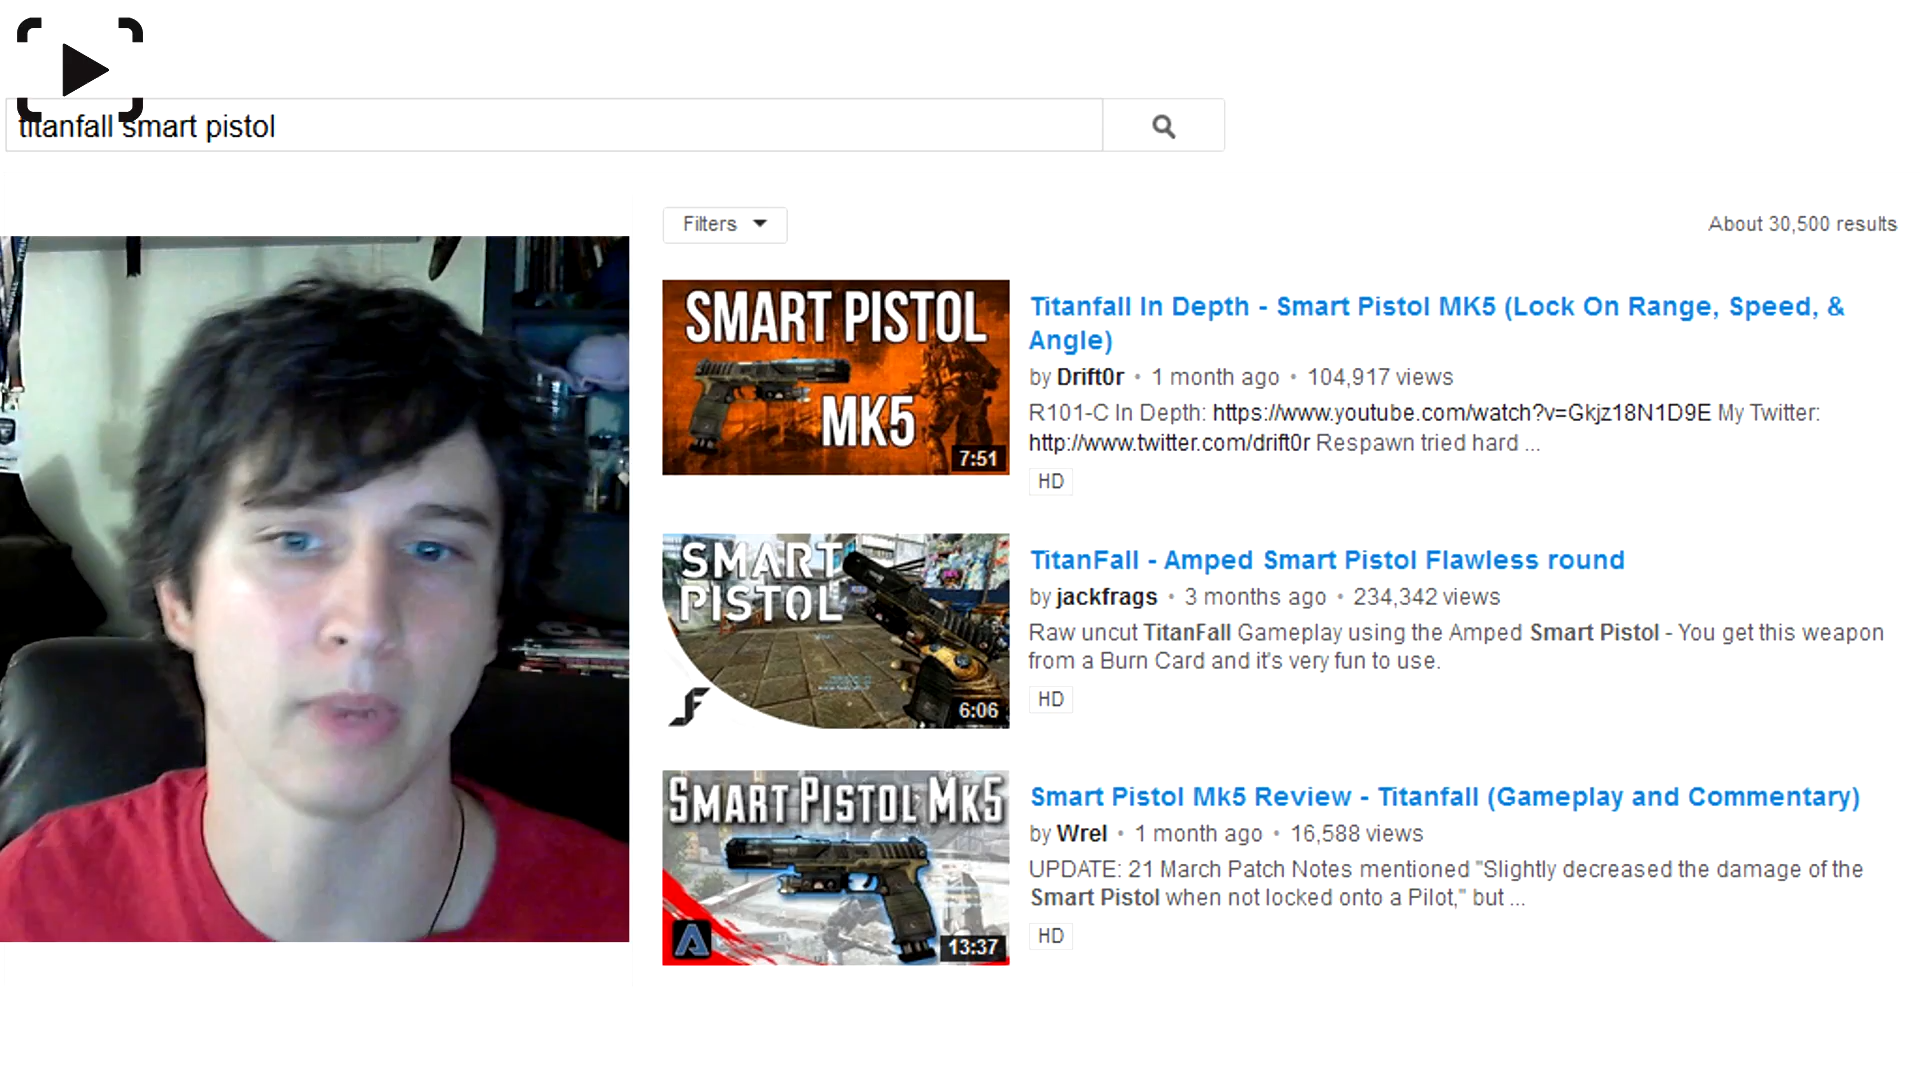 titanfall smart pistol
Filters
About 30,500 results
SMART PISTOL
MK5
7:51
Titanfall In Depth - Smart Pistol MK5 (Lock On Range, Speed, &
Angle)
by Drift0r • 1 month ago • 104,917 views
R101-C In Depth: https://www.youtube.com/watch?v=Gkjz18N1D9E My Twitter:
http://www.twitter.com/drift0r Respawn tried hard ...
HD
SMART
PISTOL
6:06
TitanFall - Amped Smart Pistol Flawless round
by jackfrags • 3 months ago • 234,342 views
Raw uncut TitanFall Gameplay using the Amped Smart Pistol - You get this weapon
from a Burn Card and it's very fun to use.
HD
SMART PISTOL MK5
13:37
Smart Pistol Mk5 Review - Titanfall (Gameplay and Commentary)
by Wrel • 1 month ago • 16,588 views
UPDATE: 21 March Patch Notes mentioned "Slightly decreased the damage of the
Smart Pistol when not locked onto a Pilot," but ...
HD